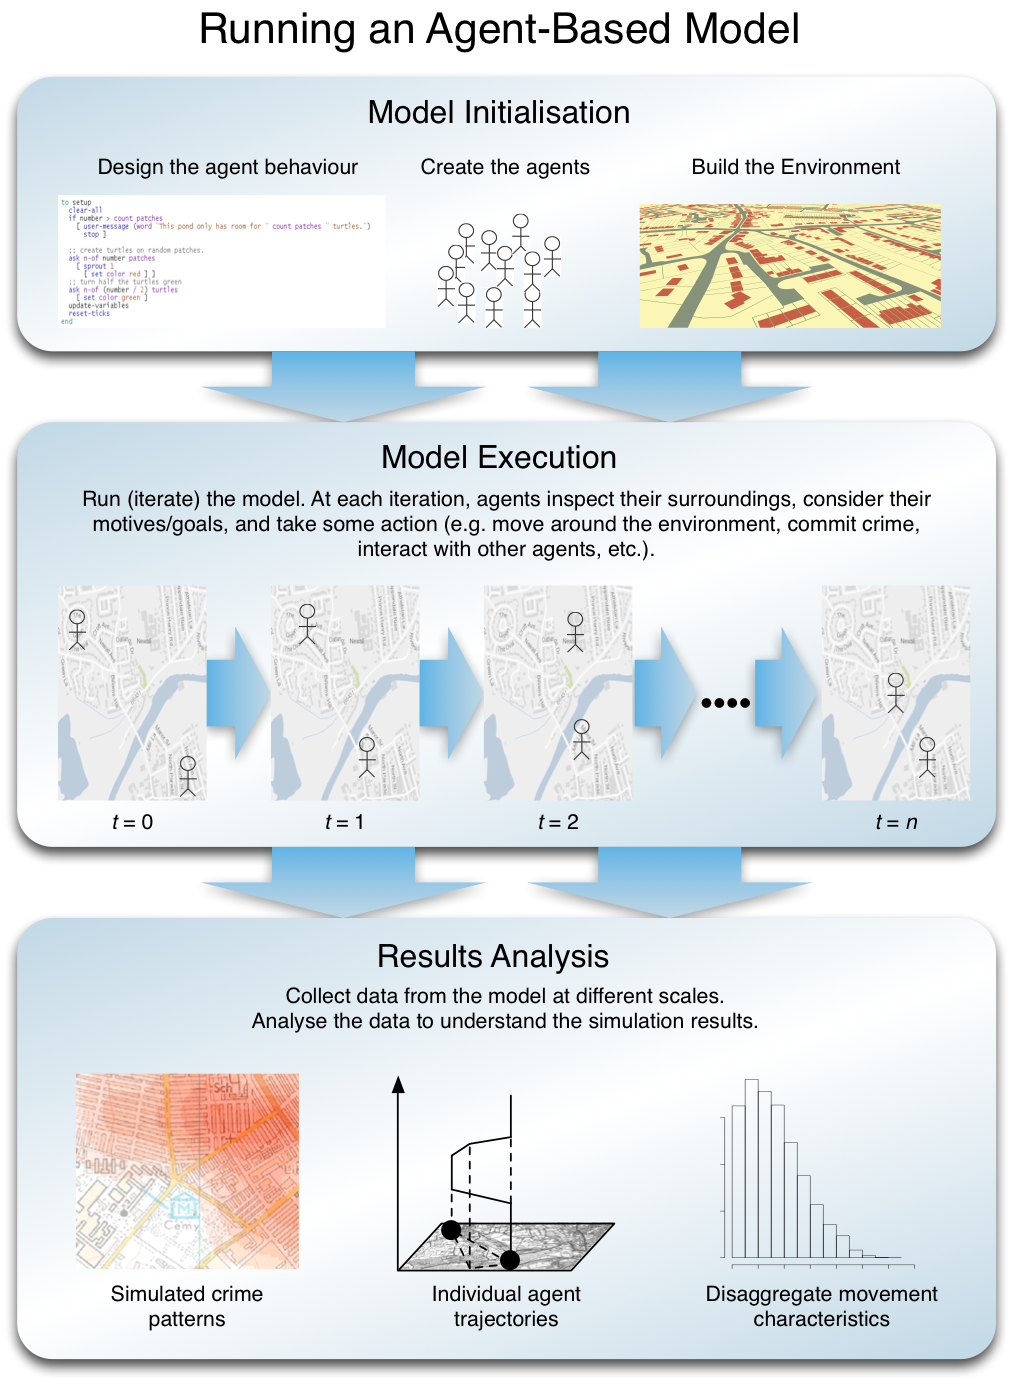 Running an Agent-Based Model
Model Initialisation
Design the agent behaviour
Create the agents
Build the Environment
to setup
clear-all
if number > count patches
[ user-message (word "This pond only has room for " count patches " turtles.")
stop ]
;; create turtles on random patches.
ask n-of number patches
[ sprout 1
[ set color red ] ]
;; turn half the turtles green
ask n-of (number / 2) turtles
[ set color green ]
update-variables
reset-ticks
end
Model Execution
Run (iterate) the model. At each iteration, agents inspect their surroundings, consider their
motives/goals, and take some action (e.g. move around the environment, commit crime,
interact with other agents, etc.).
t = 0
t = 1
t = 2
t = n
Results Analysis
Collect data from the model at different scales.
Analyse the data to understand the simulation results.
Sch
M
Cemy
Simulated crime
patterns
Individual agent
trajectories
Disaggregate movement
characteristics